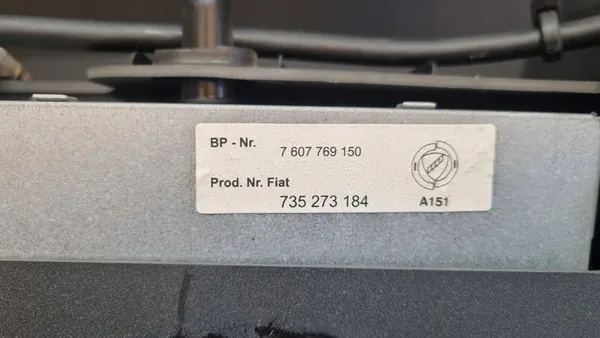 BP - Nr. 7 607 769 150
Prod. Nr. Fiat
735 273 184
A151